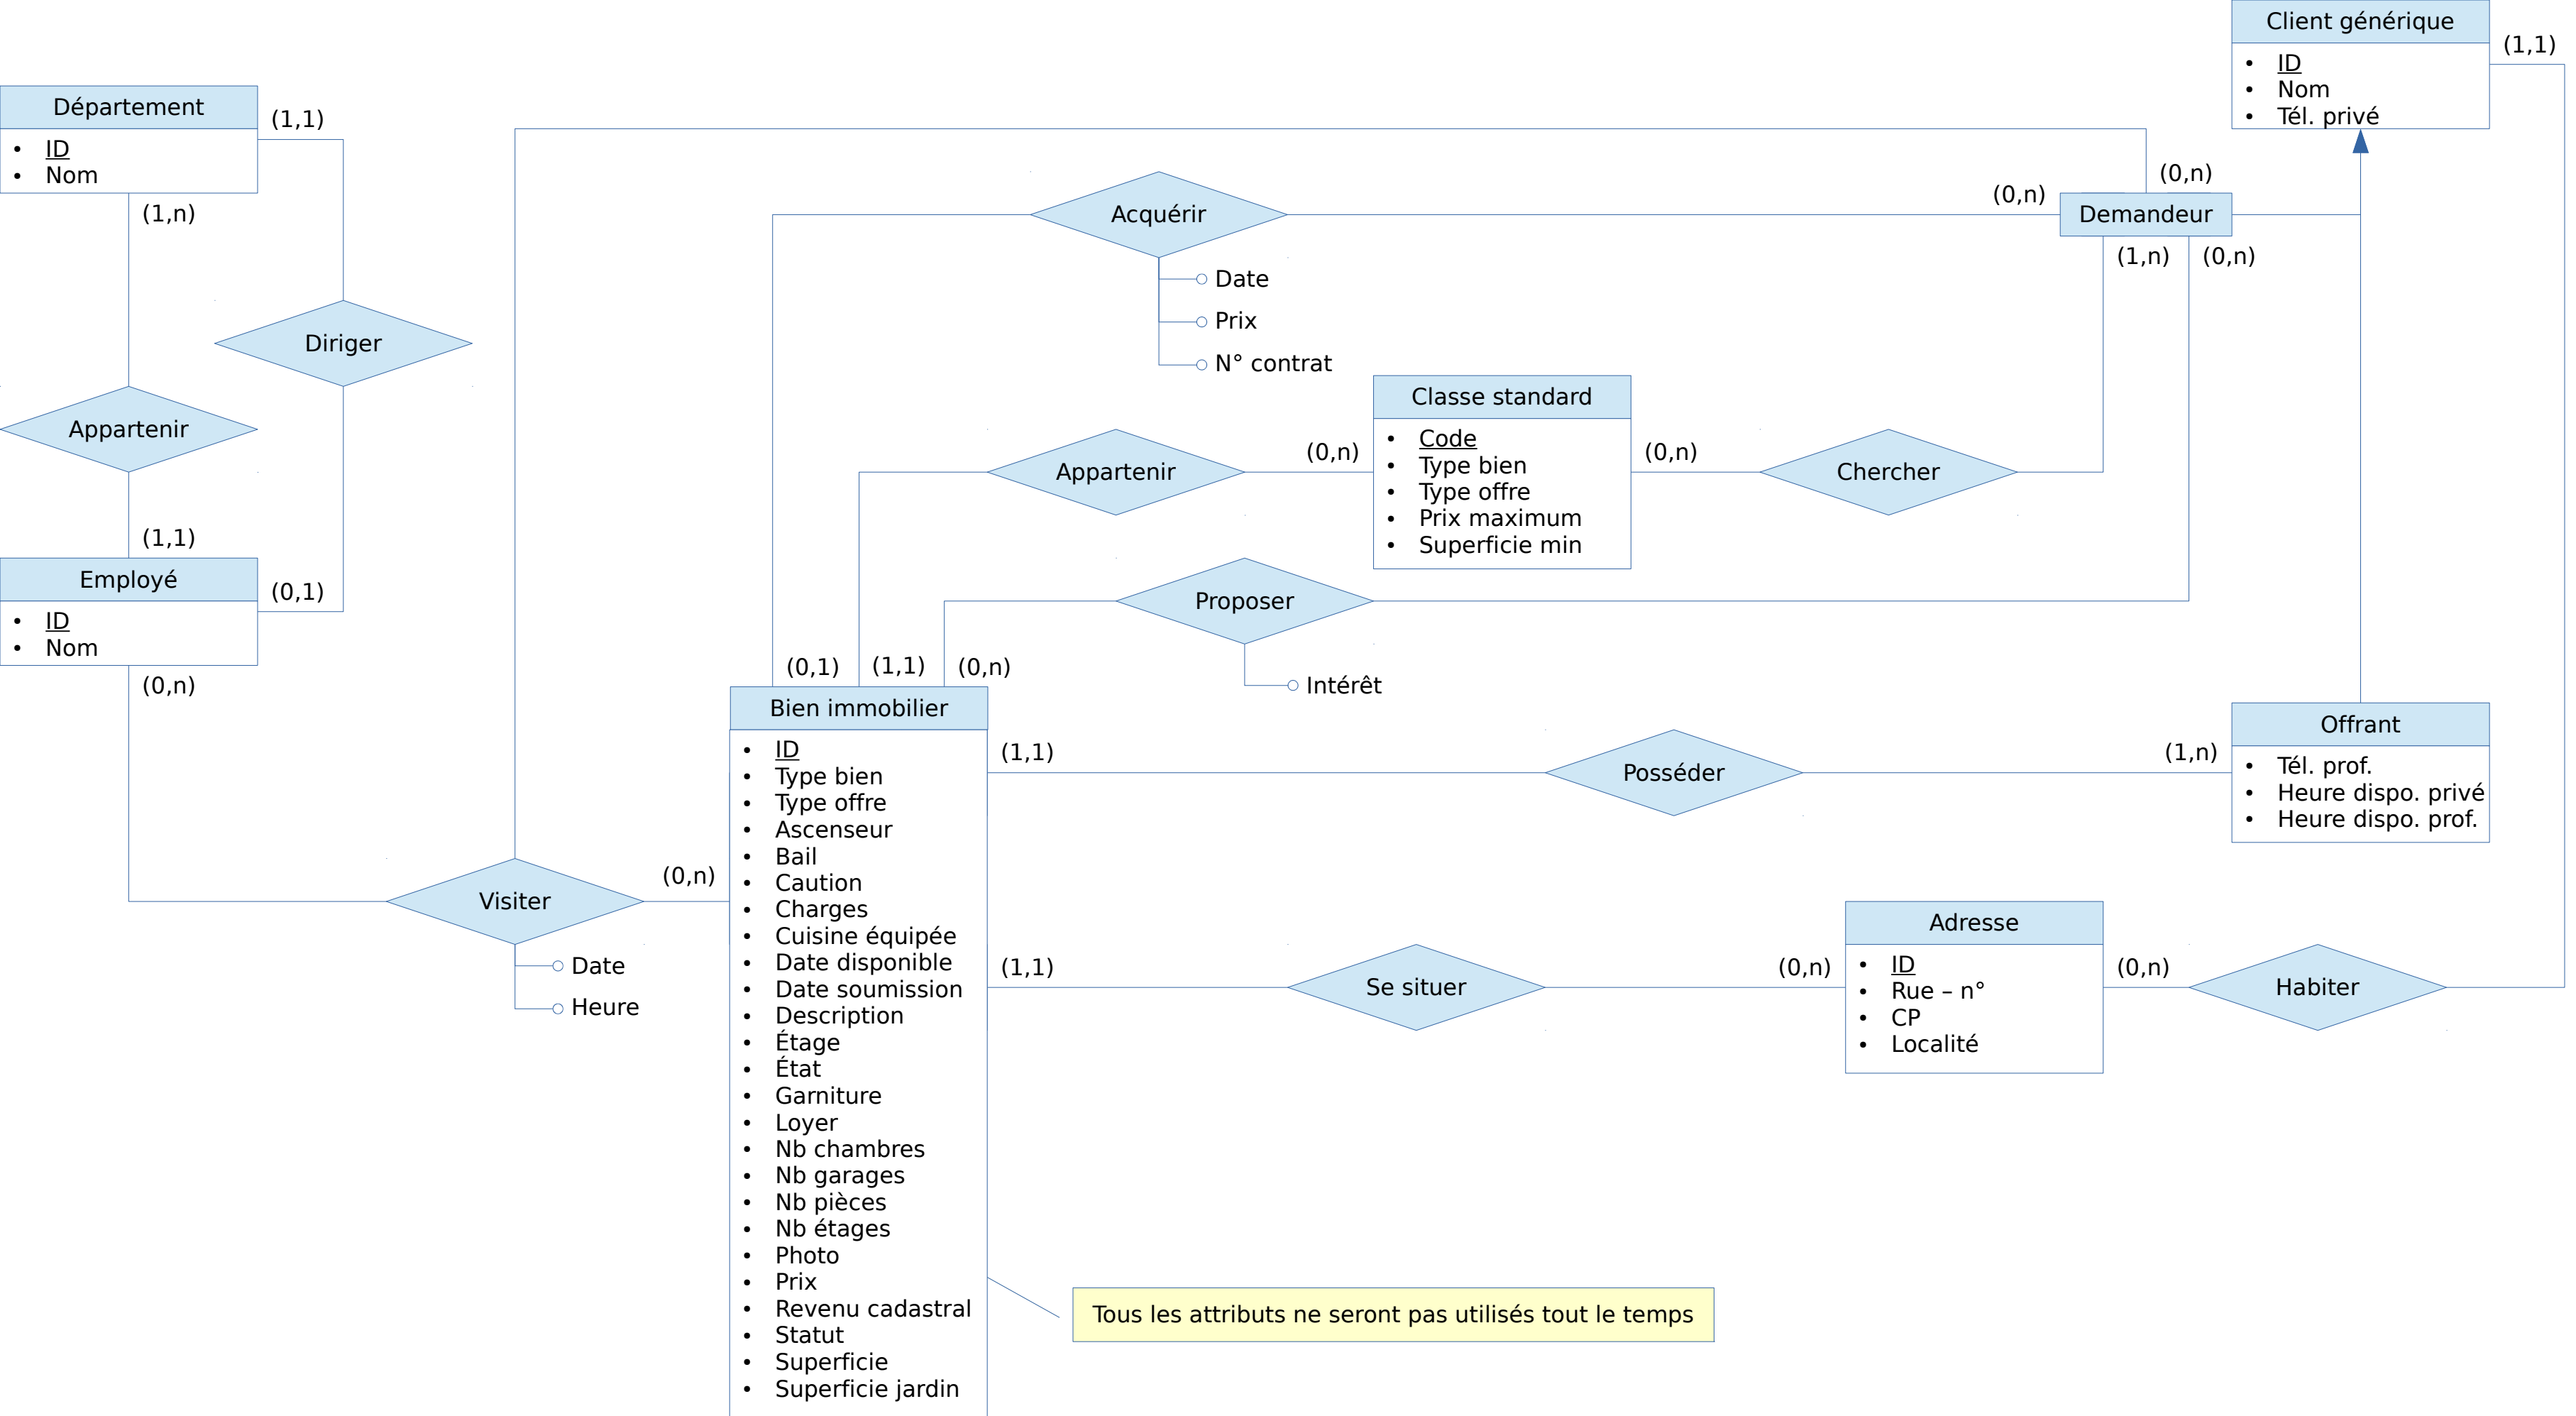 Client générique
(1,1)
ID
Nom
Tél. privé
Département
(1,1)
ID
Nom
(1,n)
Diriger
Appartenir
(1,1)
Employé
(0,1)
ID
Nom
(0,n)
Acquérir
Date
Prix
N° contrat
(0,n)
(0,n)
Demandeur
(1,n)
(0,n)
Classe standard
Code
Type bien
Type offre
Prix maximum
Superficie min
Appartenir
(0,n)
(0,n)
Chercher
Proposer
Intérêt
(0,1)
(1,1)
(0,n)
Bien immobilier
ID
Type bien
Type offre
Ascenseur
Bail
Caution
Charges
Cuisine équipée
Date disponible
Date soumission
Description
Étage
État
Garniture
Loyer
Nb chambres
Nb garages
Nb pièces
Nb étages
Photo
Prix
Revenu cadastral
Statut
Superficie
Superficie jardin
(1,1)
Posséder
(1,n)
Offrant
Tél. prof.
Heure dispo. privé
Heure dispo. prof.
Visiter
(0,n)
Date
Heure
(1,1)
Se situer
(0,n)
Adresse
ID
Rue – n°
CP
Localité
(0,n)
Habiter
Tous les attributs ne seront pas utilisés tout le temps